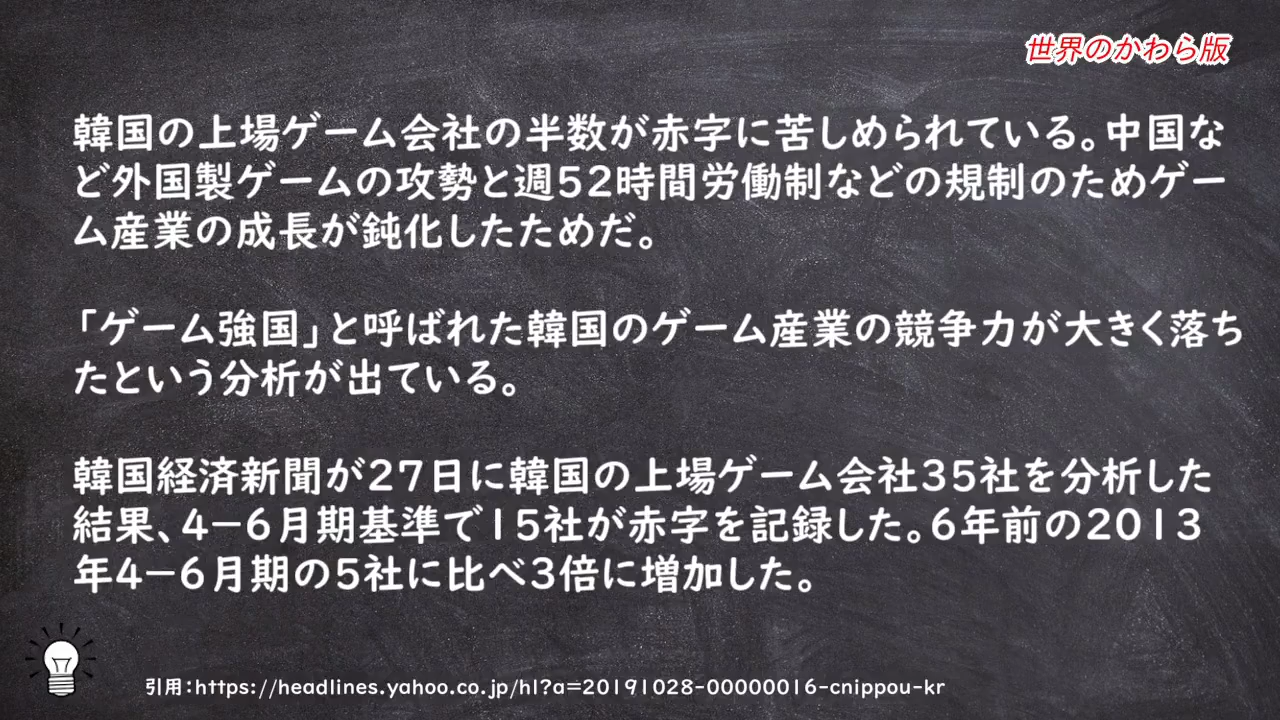 世界のかわら版
韓国の上場ゲーム会社の半数が赤字に苦しめられている。中国な
ど外国製ゲームの攻勢と週52時間労働制などの規制のためゲー
ム産業の成長が鈍化したためだ。
「ゲーム強国」と呼ばれた韓国のゲーム産業の競争力が大きく落ち
たという分析が出ている。
韓国経済新聞が27日に韓国の上場ゲーム会社35社を分析した
結果、4－6月期基準で15社が赤字を記録した。6年前の2013
年4－6月期の5社に比べ3倍に増加した。
引用：https://headlines.yahoo.co.jp/hl?a=20191028-00000016-cnippou-kr